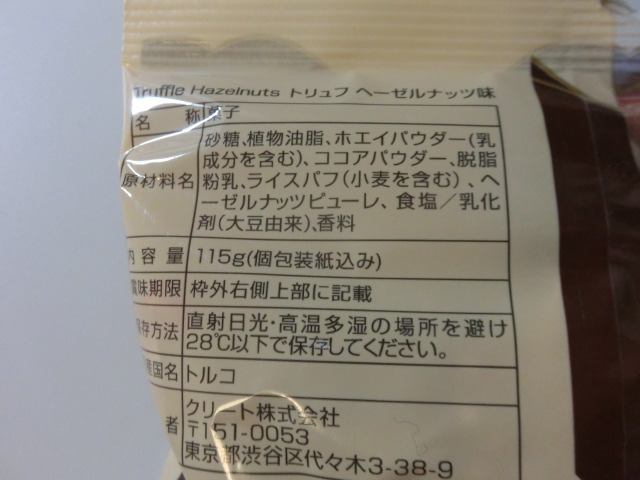 Truffle Hazelnuts トリュフ ヘーゼルナッツ味
名 称 菓子
砂糖、植物油脂、ホエイパウダー(乳
成分を含む)、ココアパウダー、脱脂
原材料名 粉乳、ライスパフ(小麦を含む)、ヘ
ーゼルナッツピューレ、食塩／乳化
剤(大豆由来)、香料
内容量 115g(個包装紙込み)
賞味期限 枠外右側上部に記載
保存方法 直射日光・高温多湿の場所を避け
28℃以下で保存してください。
産国名 トルコ
クリート株式会社
者 〒151-0053
東京都渋谷区代々木3-38-9